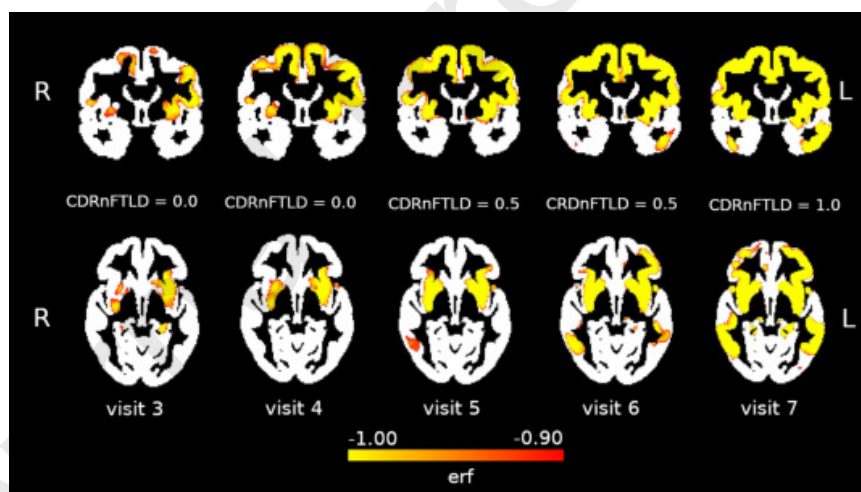 R L
CDRnFTLD = 0.0 CDRnFTLD = 0.0 CDRnFTLD = 0.5 CRDnFTLD = 0.5 CDRnFTLD = 1.0
R L
visit 3 visit 4 visit 5 visit 6 visit 7
-1.00 -0.90
erf